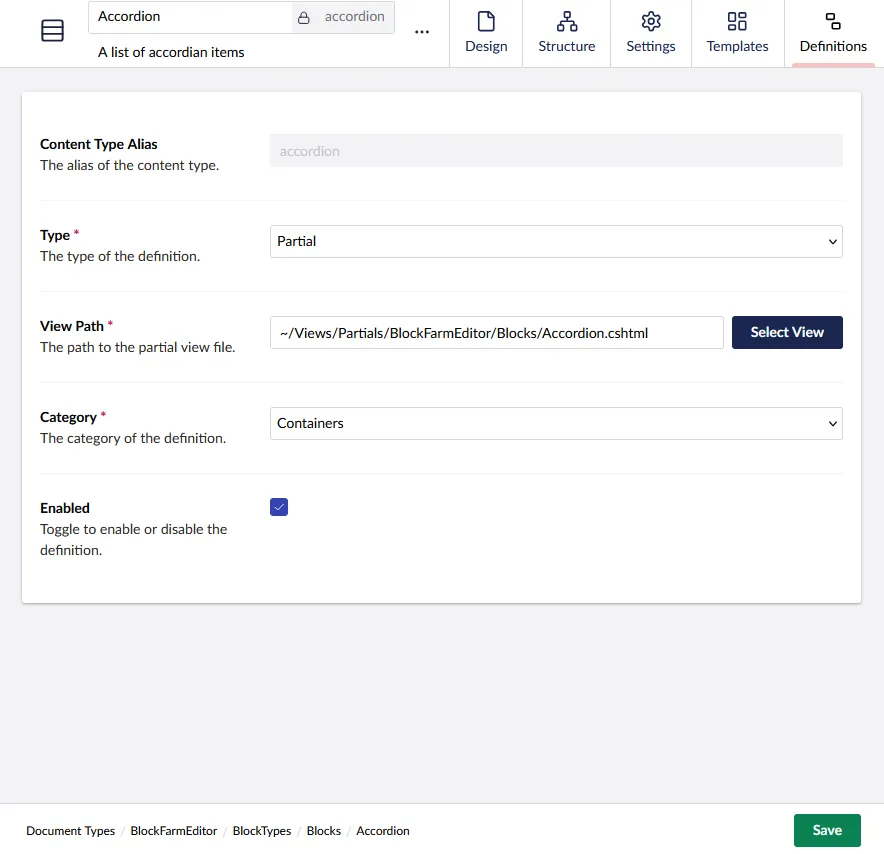 Accordion
accordion
...
A list of accordian items
Design
Structure
Settings
Templates
Definitions
Content Type Alias
The alias of the content type.
accordion
Type *
The type of the definition.
Partial
View Path *
The path to the partial view file.
~/Views/Partials/BlockFarmEditor/Blocks/Accordion.cshtml
Select View
Category *
The category of the definition.
Containers
Enabled
Toggle to enable or disable the
definition.
Document Types / BlockFarmEditor / BlockTypes / Blocks / Accordion
Save